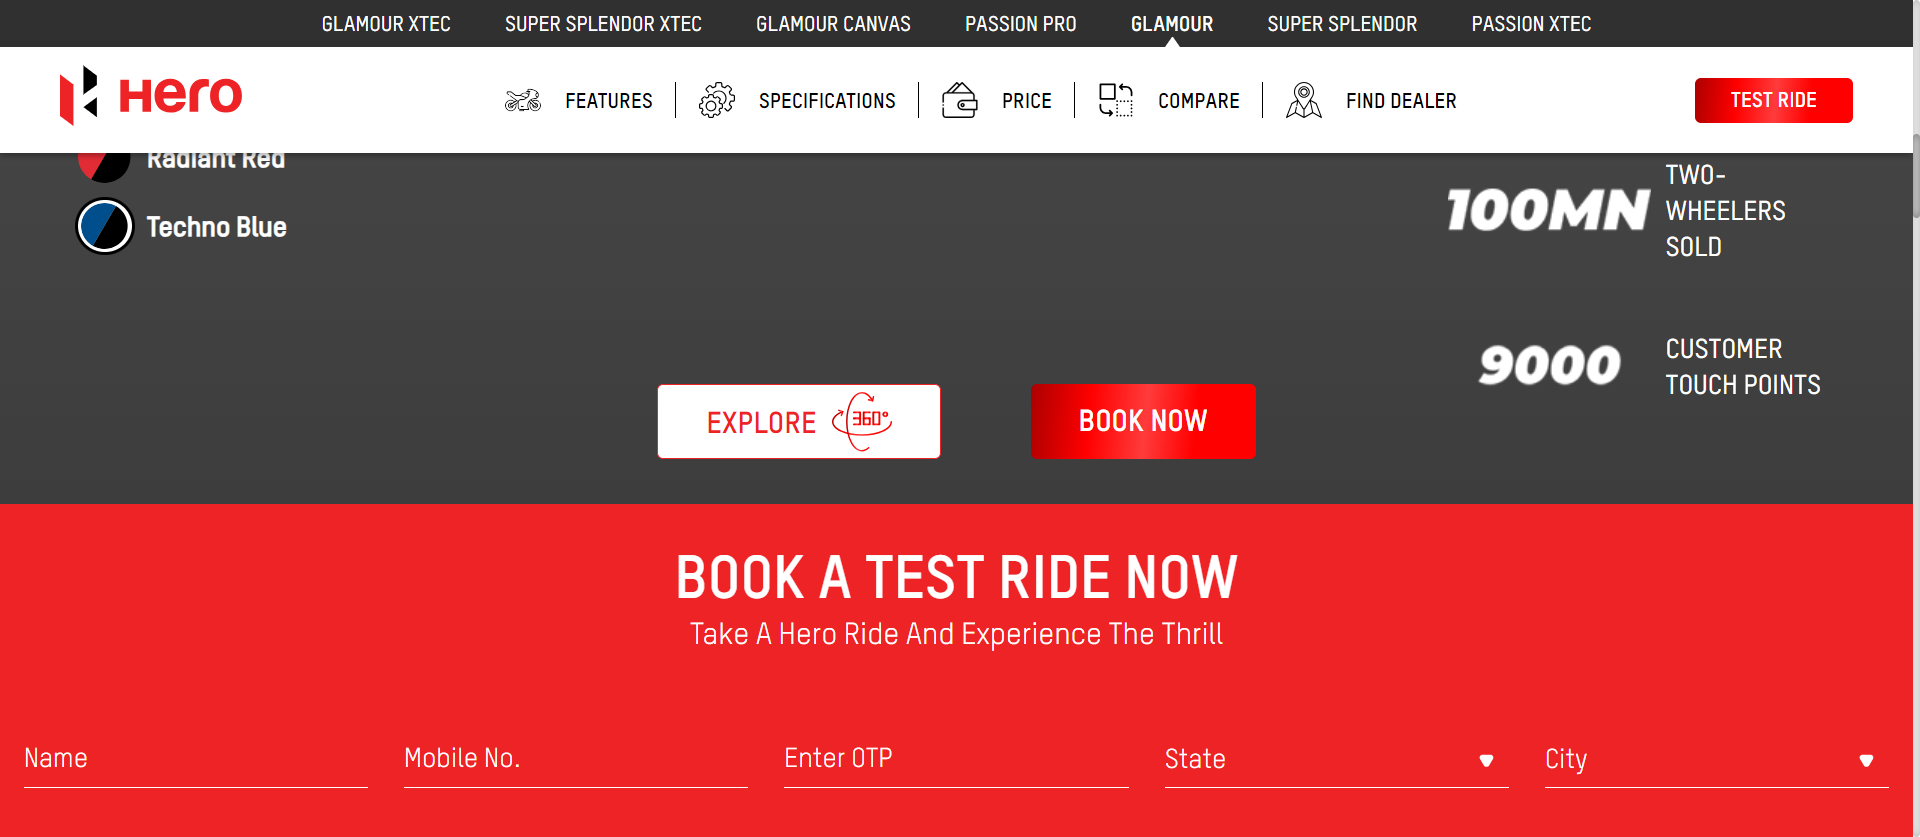 GLAMOUR XTEC SUPER SPLENDOR XTEC GLAMOUR CANVAS PASSION PRO GLAMOUR SUPER SPLENDOR PASSION XTEC
Hero FEATURES SPECIFICATIONS PRICE COMPARE FIND DEALER TEST RIDE
Radiant Red
Techno Blue
100MN
TWO-
WHEELERS
SOLD
9000
CUSTOMER
TOUCH POINTS
EXPLORE 360° BOOK NOW
BOOK A TEST RIDE NOW
Take A Hero Ride And Experience The Thrill
Name Mobile No. Enter OTP State City